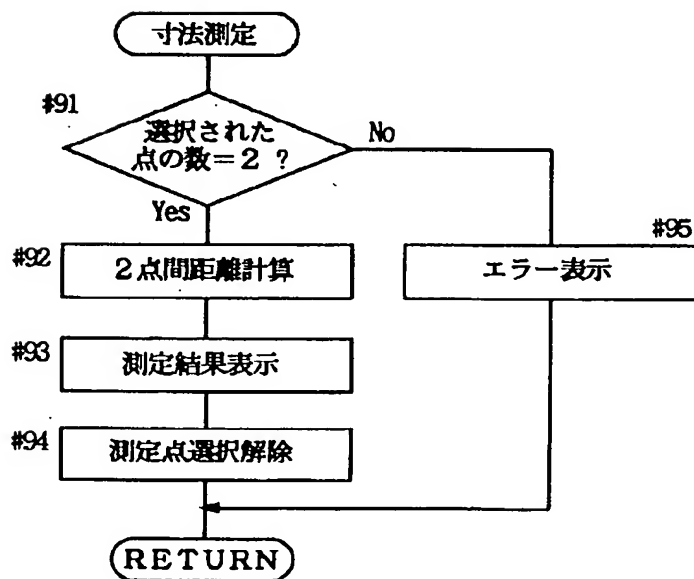 寸法測定
#91
選択された
点の数=2 ?
No
Yes
#95
#92
2点間距離計算
エラー表示
#93
測定結果表示
#94
測定点選択解除
RETURN